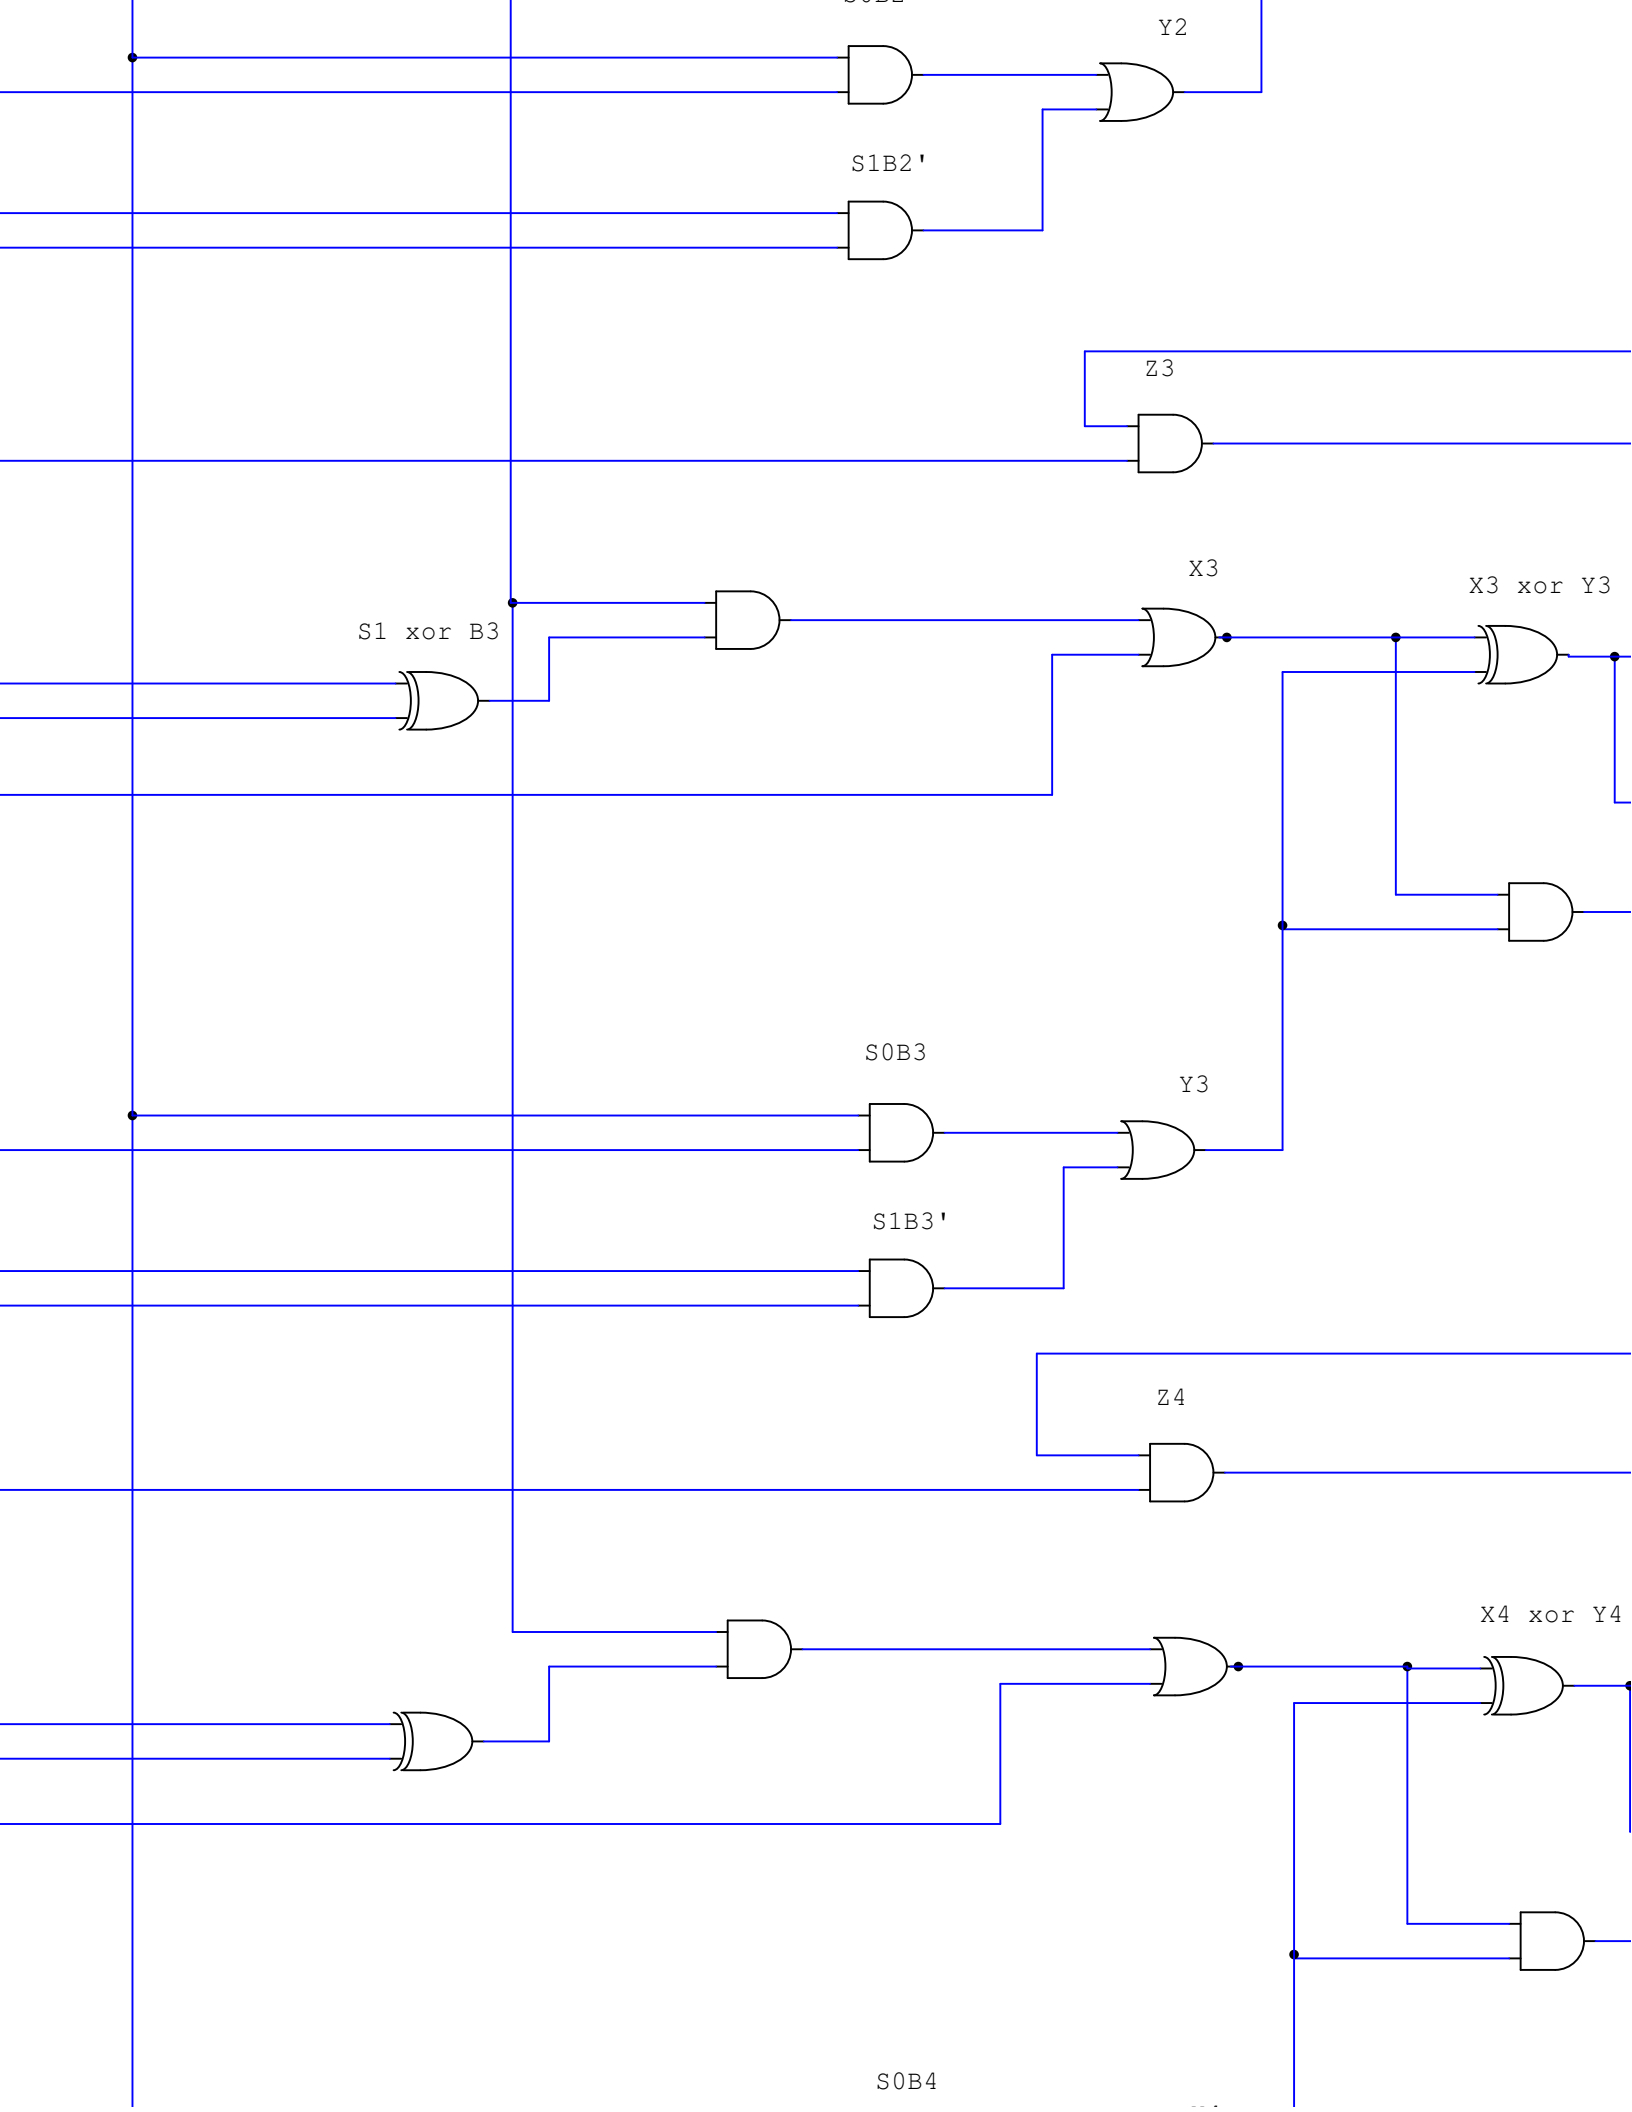 Y2
S1B2'
Z3
X3
X3 xor Y3
S1 xor B3
S0B3
Y3
S1B3'
Z4
X4 xor Y4
S0B4